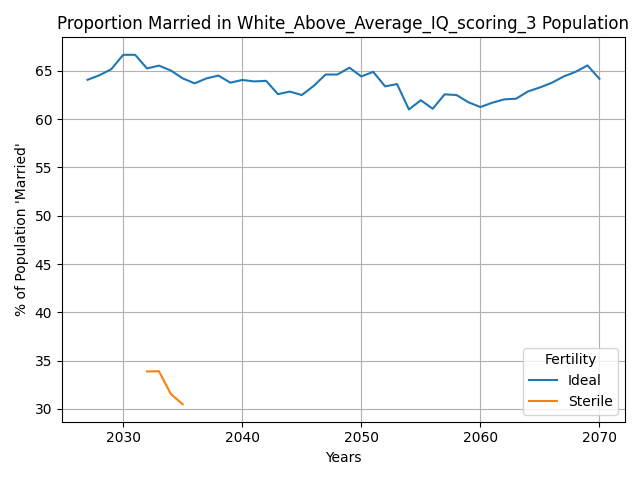 Proportion Married in White_Above_Average_IQ_scoring_3 Population
% of Population 'Married'
65
60
55
50
45
40
35
30
2030
2040
2050
2060
2070
Years
Fertility
Ideal
Sterile